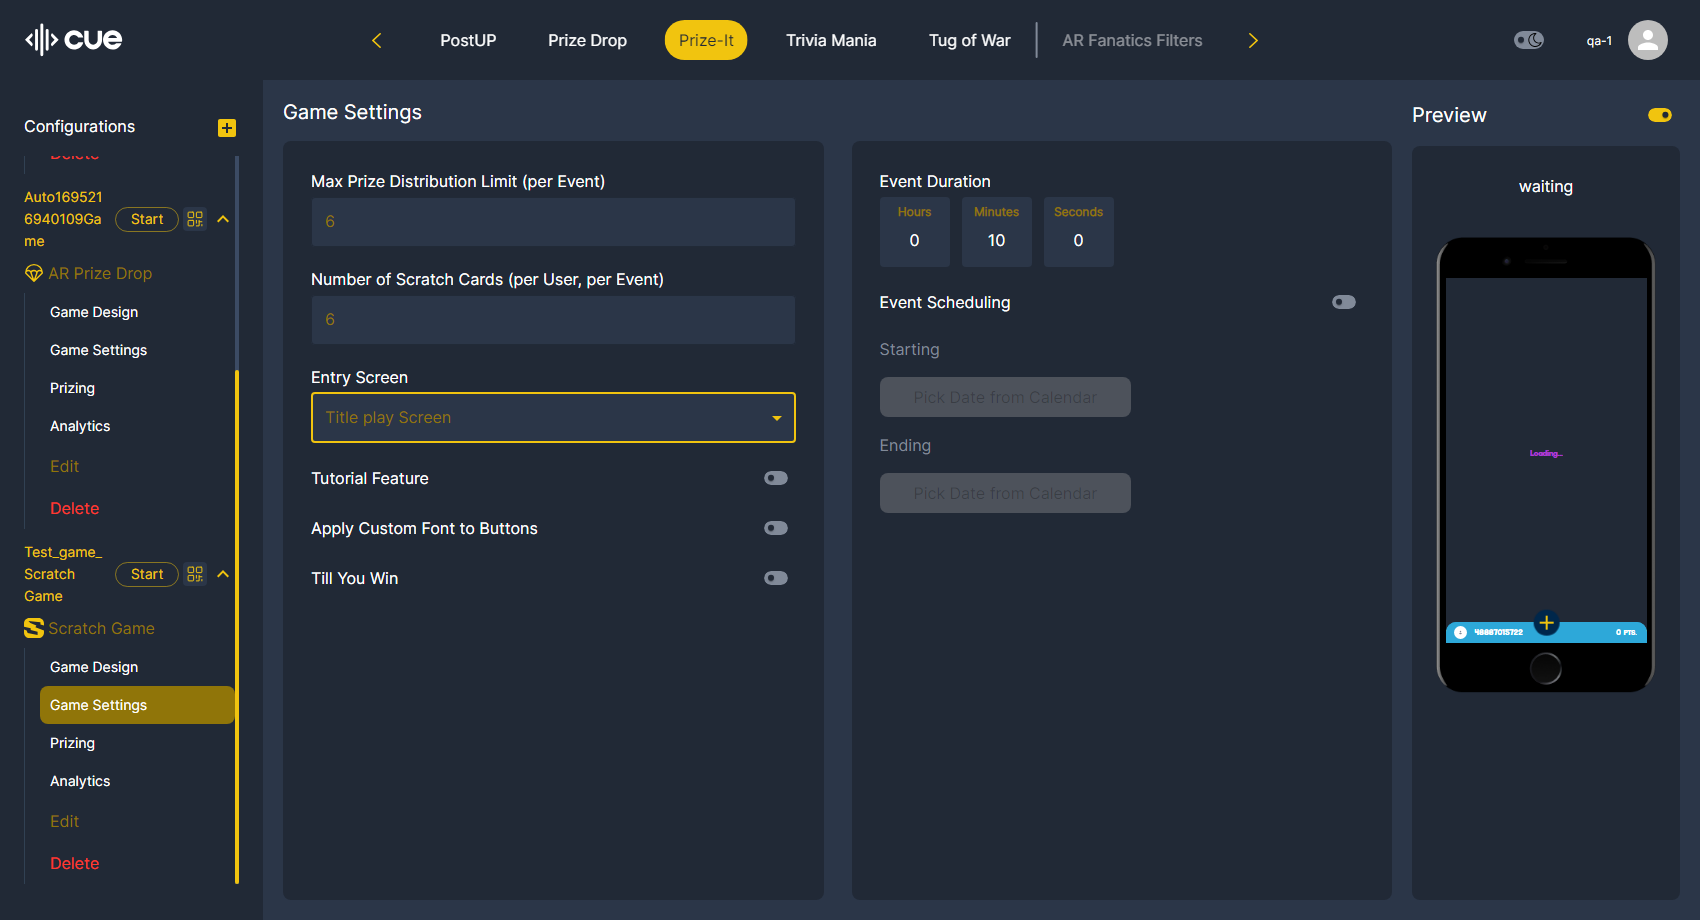 cue
PostUP
Prize Drop
Prize-It
Trivia Mania
Tug of War
AR Fanatics Filters
qa-1
Configurations
Delete
Auto169521
6940109Ga
me
Start
AR Prize Drop
Game Design
Game Settings
Prizing
Analytics
Edit
Delete
Test_game_
Scratch
Game
Start
Scratch Game
Game Design
Game Settings
Prizing
Analytics
Edit
Delete
Game Settings
Max Prize Distribution Limit (per Event)
6
Number of Scratch Cards (per User, per Event)
6
Entry Screen
Title play Screen
Tutorial Feature
Apply Custom Font to Buttons
Till You Win
Event Duration
Hours
0
Minutes
10
Seconds
0
Event Scheduling
Starting
Pick Date from Calendar
Ending
Pick Date from Calendar
Preview
waiting
Loading...
0 PTS.